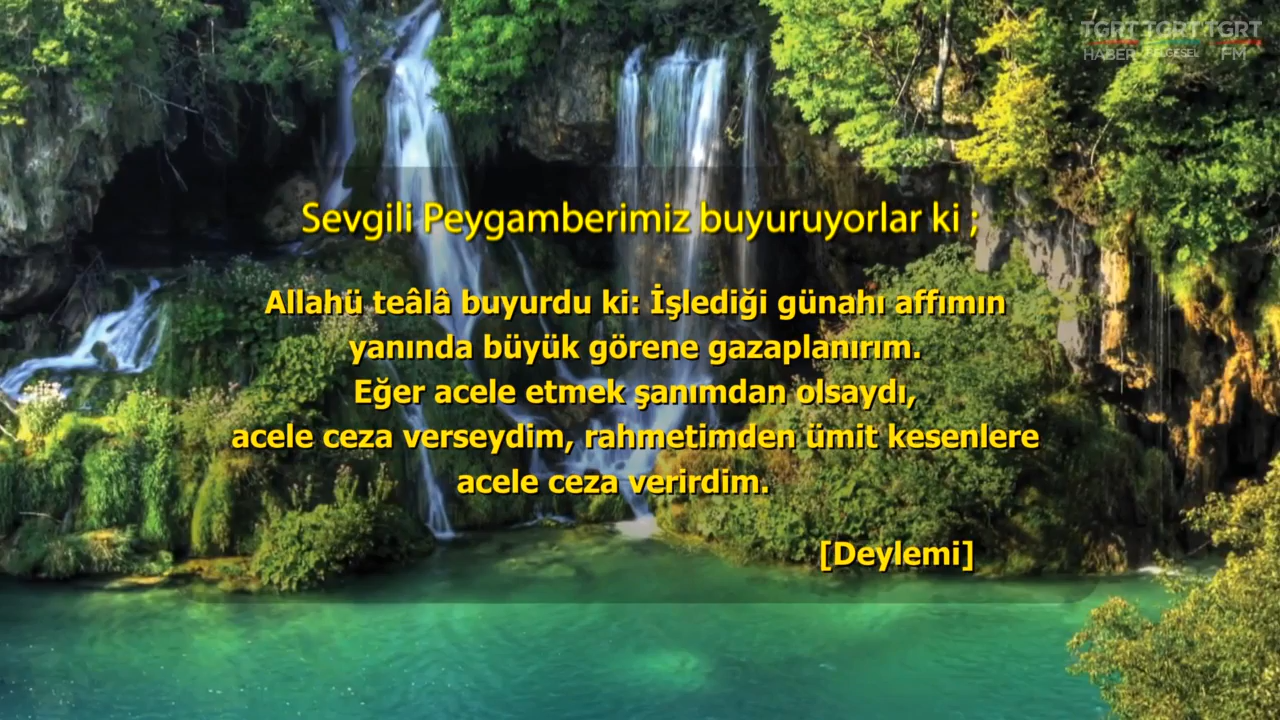 TGRT TGRT TGRT
HABER BELGESEL FM
Sevgili Peygamberimiz buyuruyorlar ki ;
Allahü teâlâ buyurdu ki: İşlediği günahı affımın
yanında büyük görene gazaplanırım.
Eğer acele etmek şanımdan olsaydı,
acele ceza verseydim, rahmetimden ümit kesenlere
acele ceza verirdim.
[Deylemi]